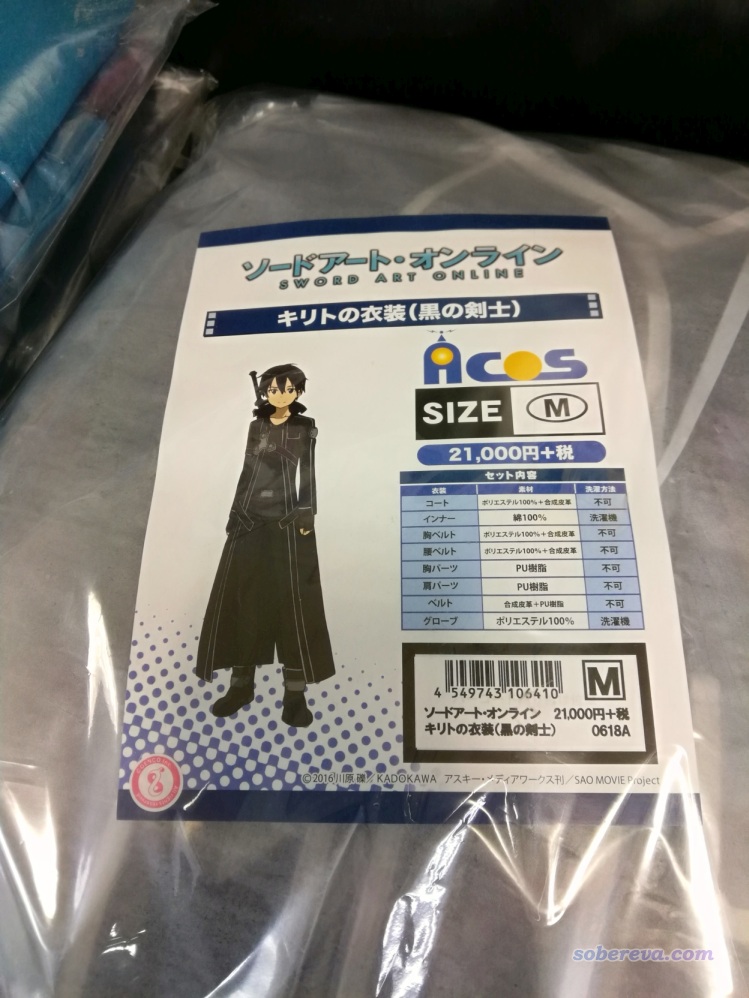 ソードアート・オンライン
SWORD ART ONLINE
キリトの衣装(黒の剣士)
Acos
SIZE M
21,000円+税
セット内容
衣装 素材 洗濯方法
コート ポリエステル100%+合成皮革 不可
インナー 綿100% 洗濯機
胸ベルト ポリエステル100%+合成皮革 不可
腰ベルト ポリエステル100%+合成皮革 不可
胸パーツ PU樹脂 不可
肩パーツ PU樹脂 不可
ベルト 合成皮革+PU樹脂 不可
グローブ ポリエステル100% 洗濯機
4 549743 106410 M
ソードアート・オンライン 21,000円+税
キリトの衣装(黒の剣士) 0618A
©2016 川原 礫/KADOKAWA アスキー・メディアワークス刊/SAO MOVIE Project
sobereva.com